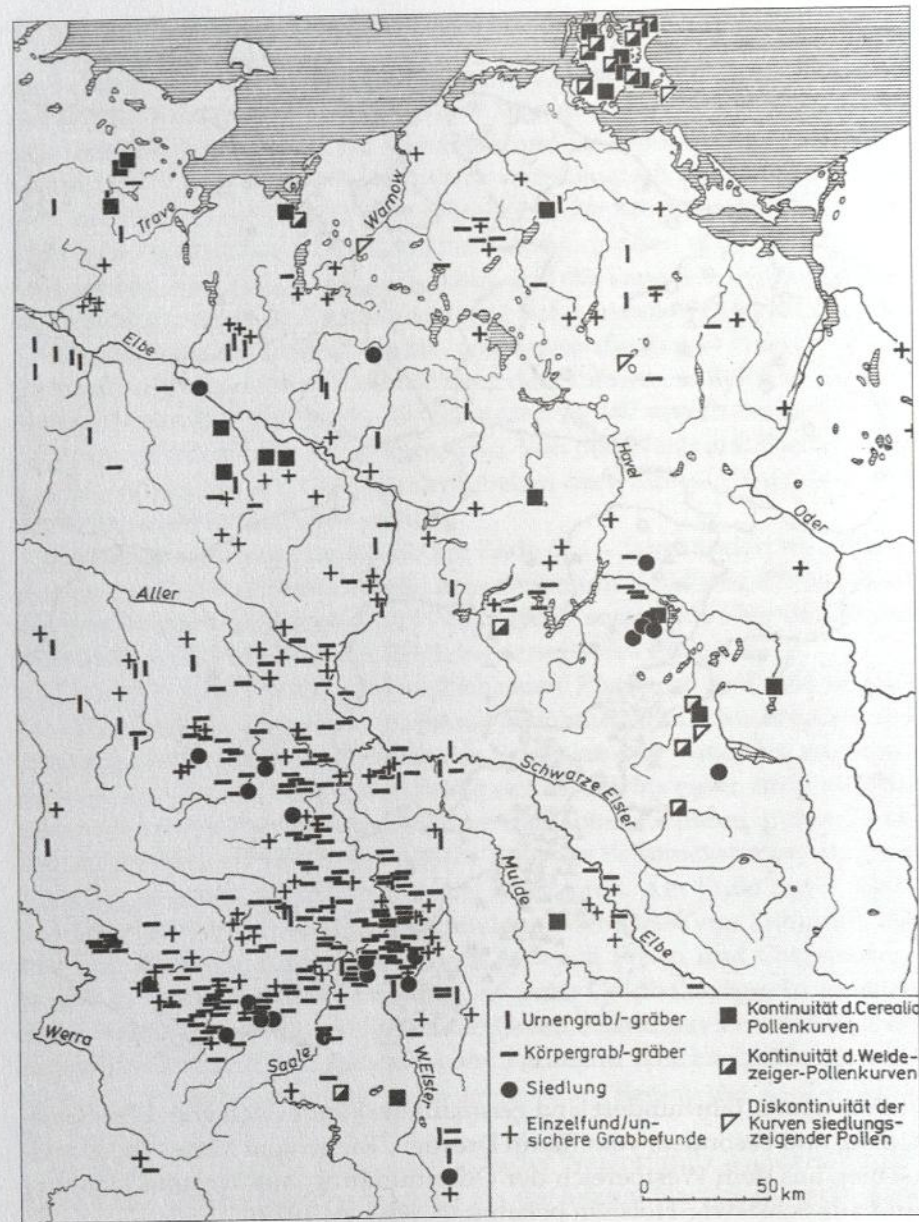 Trave
Warnow
Elbe
Havel
Oder
Aller
Schwarze Elster
Mulde
Elbe
Werra
Saale
W.Elster
Urnengrab/-gräber
Körpergrab/-gräber
Siedlung
Einzelfund/un-
sichere Grabbefunde
Kontinuität d.Cerealia
Pollenkurven
Kontinuität d.Weide-
zeiger-Pollenkurven
Diskontinuität der
Kurven siedlungs-
zeigender Pollen
0 50
km